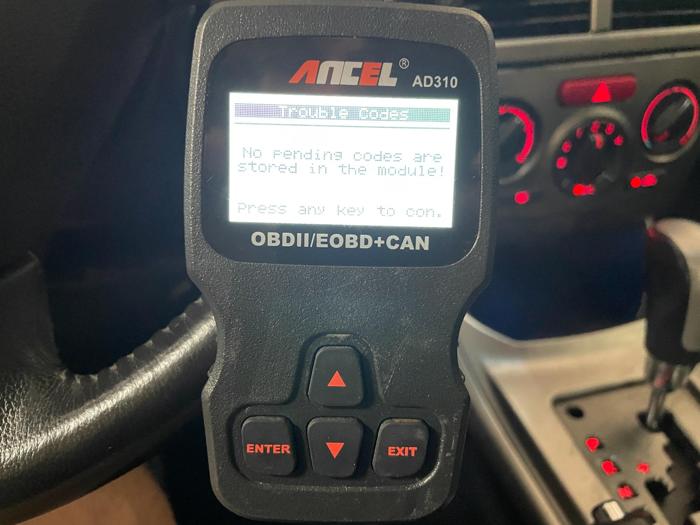 ANCEL®
AD310
Trouble Codes
No pending codes are
stored in the module!
Press any key to con.
OBDII/EOBD+CAN
ENTER
EXIT